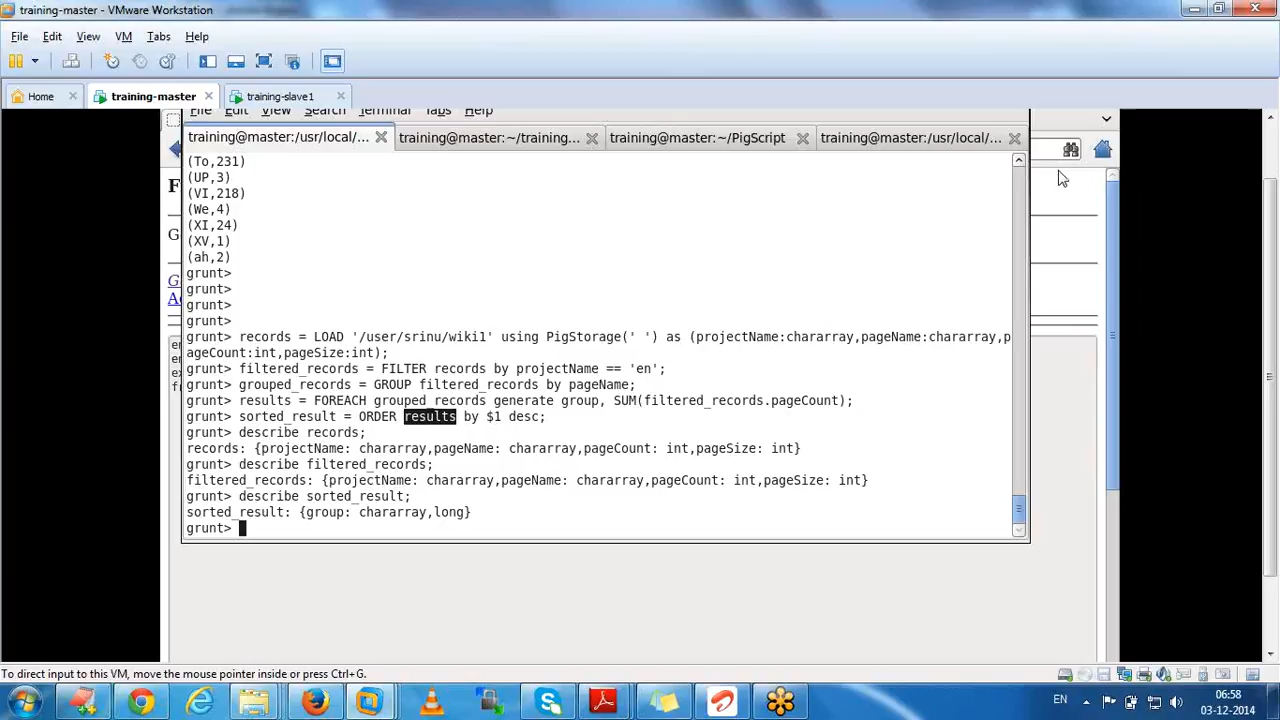 training-master - VMware Workstation
File Edit View VM Tabs Help
Home training-master training-slave1
File Edit View Search Terminal Tabs Help
training@master:/usr/local/... training@master:~/training... training@master:~/PigScript training@master:/usr/local/...
(To,231)
(UP,3)
(VI,218)
(We,4)
(XI,24)
(XV,1)
(ah,2)
grunt>
grunt>
grunt>
grunt>
grunt> records = LOAD '/user/srinu/wiki1' using PigStorage(' ') as (projectName:chararray,pageName:chararray,p
ageCount:int,pageSize:int);
grunt> filtered_records = FILTER records by projectName == 'en';
grunt> grouped_records = GROUP filtered_records by pageName;
grunt> results = FOREACH grouped_records generate group, SUM(filtered_records.pageCount);
grunt> sorted_result = ORDER results by $1 desc;
grunt> describe records;
records: {projectName: chararray,pageName: chararray,pageCount: int,pageSize: int}
grunt> describe filtered_records;
filtered_records: {projectName: chararray,pageName: chararray,pageCount: int,pageSize: int}
grunt> describe sorted_result;
sorted_result: {group: chararray,long}
grunt>
To direct input to this VM, move the mouse pointer inside or press Ctrl+G.
EN
06:58
03-12-2014